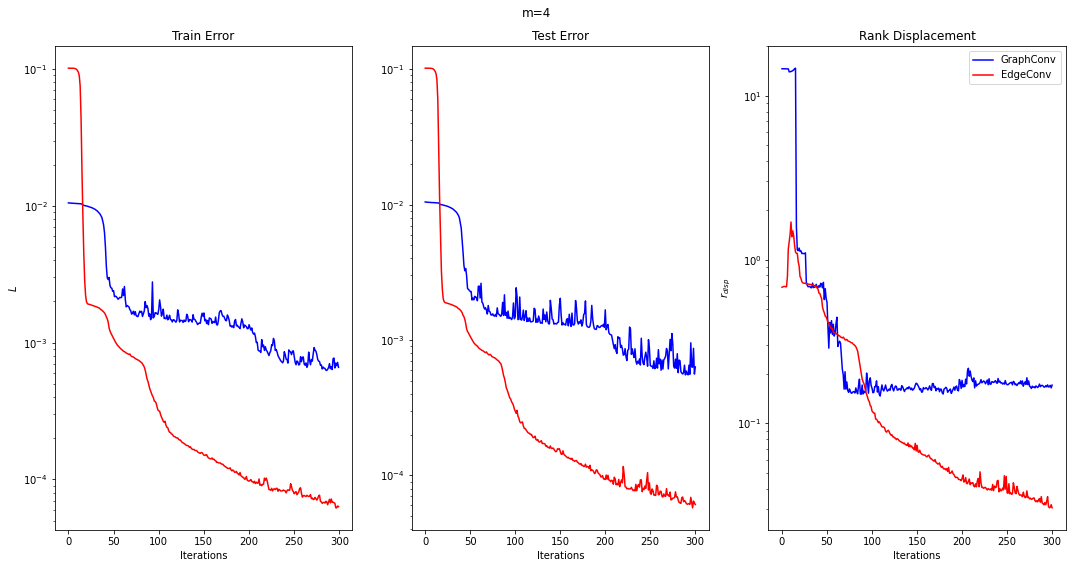 m=4
Train Error
L
10⁻¹
10⁻²
10⁻³
10⁻⁴
0 50 100 150 200 250 300
Iterations
Test Error
10⁻¹
10⁻²
10⁻³
10⁻⁴
0 50 100 150 200 250 300
Iterations
Rank Displacement
GraphConv
EdgeConv
r_disp
10¹
10⁰
10⁻¹
0 50 100 150 200 250 300
Iterations